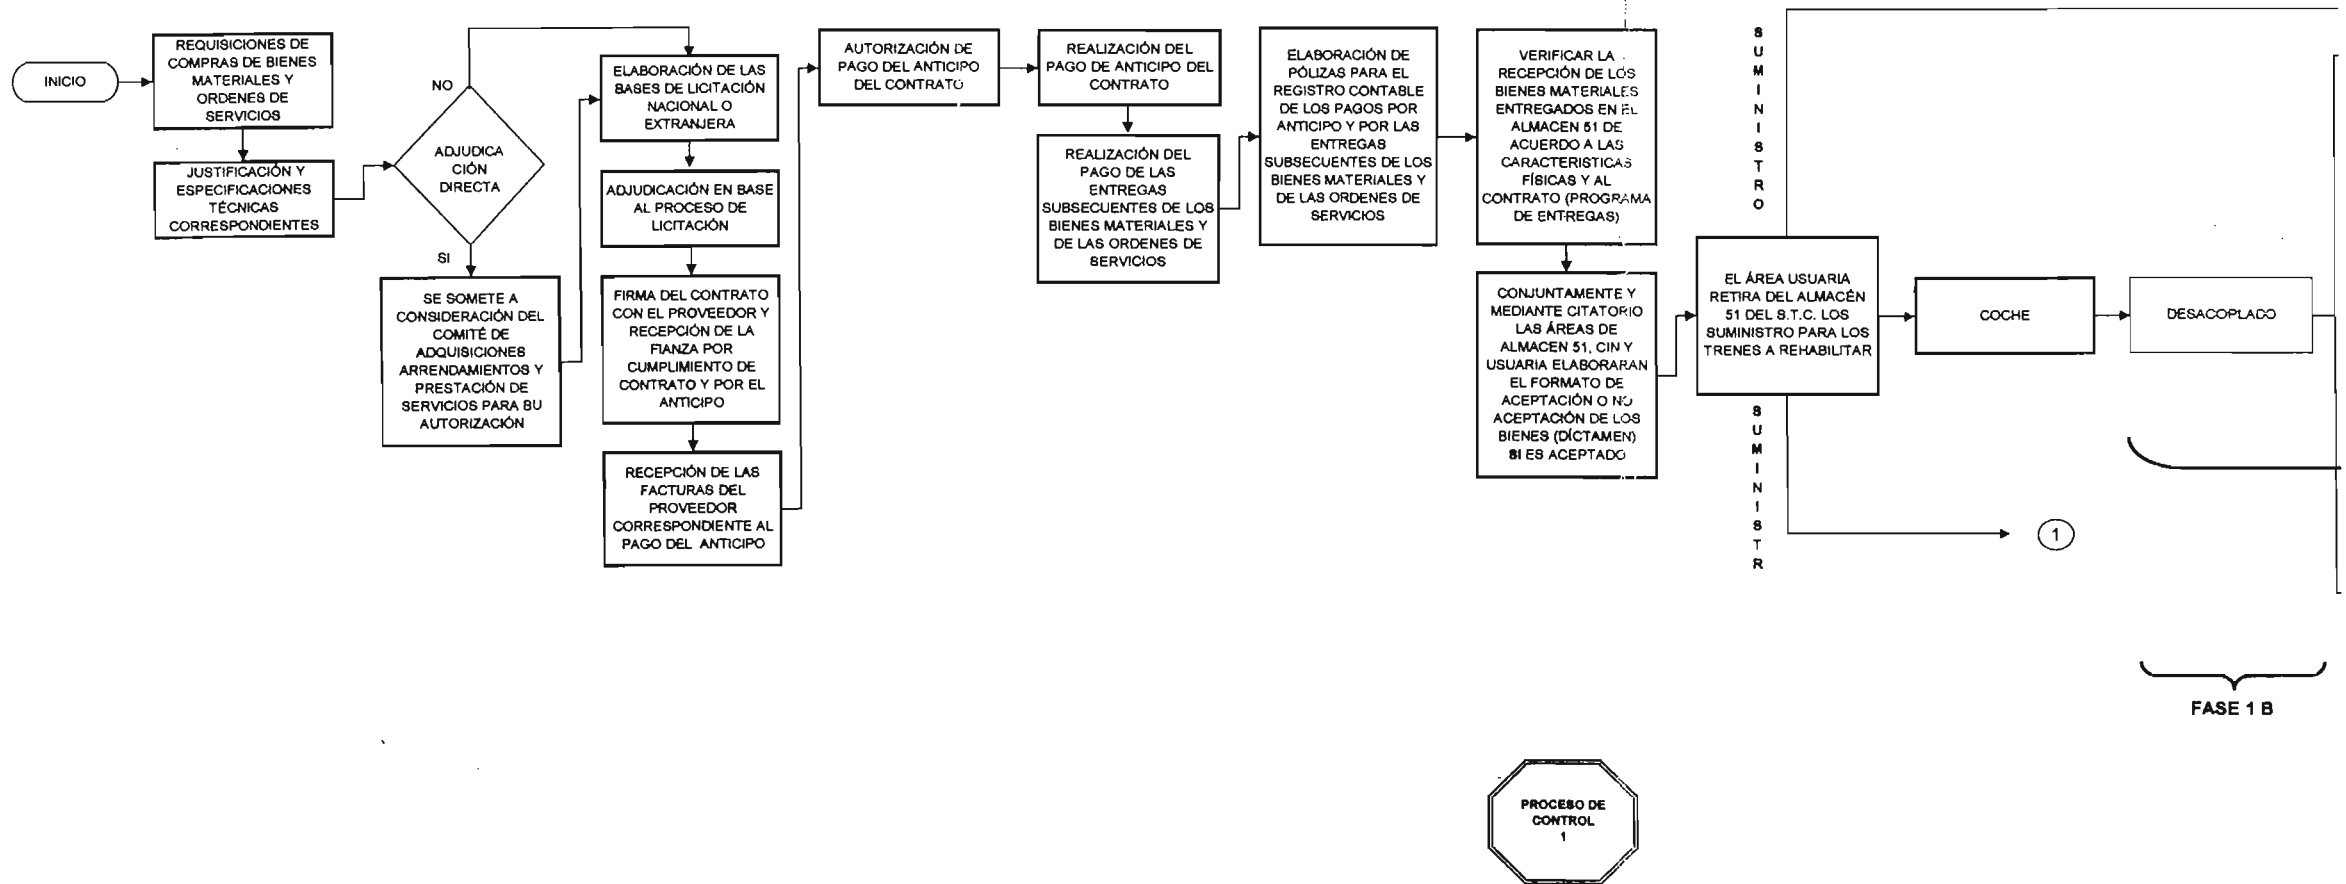 INICIO
REQUISICIONES DE
COMPRAS DE BIENES
MATERIALES Y
ORDENES DE
SERVICIOS
JUSTIFICACIÓN Y
ESPECIFICACIONES
TÉCNICAS
CORRESPONDIENTES
NO
ADJUDICA
CIÓN
DIRECTA
SI
SE SOMETE A
CONSIDERACIÓN DEL
COMITÉ DE
ADQUISICIONES
ARRENDAMIENTOS Y
PRESTACIÓN DE
SERVICIOS PARA SU
AUTORIZACIÓN
ELABORACIÓN DE LAS
BASES DE LICITACIÓN
NACIONAL O
EXTRANJERA
ADJUDICACIÓN EN BASE
AL PROCESO DE
LICITACIÓN
FIRMA DEL CONTRATO
CON EL PROVEEDOR Y
RECEPCIÓN DE LA
FIANZA POR
CUMPLIMIENTO DE
CONTRATO Y POR EL
ANTICIPO
RECEPCIÓN DE LAS
FACTURAS DEL
PROVEEDOR
CORRESPONDIENTE AL
PAGO DEL ANTICIPO
AUTORIZACIÓN DE
PAGO DEL ANTICIPO
DEL CONTRATO
REALIZACIÓN DEL
PAGO DE ANTICIPO DEL
CONTRATO
REALIZACIÓN DEL
PAGO DE LAS
ENTREGAS
SUBSECUENTES DE LOS
BIENES MATERIALES Y
DE LAS ORDENES DE
SERVICIOS
ELABORACIÓN DE
PÓLIZAS PARA EL
REGISTRO CONTABLE
DE LOS PAGOS POR
ANTICIPO Y POR LAS
ENTREGAS
SUBSECUENTES DE LOS
BIENES MATERIALES Y
DE LAS ORDENES DE
SERVICIOS
VERIFICAR LA
RECEPCIÓN DE LOS
BIENES MATERIALES
ENTREGADOS EN EL
ALMACEN 51 DE
ACUERDO A LAS
CARACTERISTICAS
FÍSICAS Y AL
CONTRATO (PROGRAMA
DE ENTREGAS)
CONJUNTAMENTE Y
MEDIANTE CITATORIO
LAS ÁREAS DE
ALMACEN 51, CIN Y
USUARIA ELABORARAN
EL FORMATO DE
ACEPTACIÓN O NO
ACEPTACIÓN DE LOS
BIENES (DÍCTAMEN)
SI ES ACEPTADO
SUMINISTRO
EL ÁREA USUARIA
RETIRA DEL ALMACÉN
51 DEL S.T.C. LOS
SUMINISTRO PARA LOS
TRENES A REHABILITAR
SUMINISTR
COCHE
DESACOPLADO
1
FASE 1 B
PROCESO DE
CONTROL
1